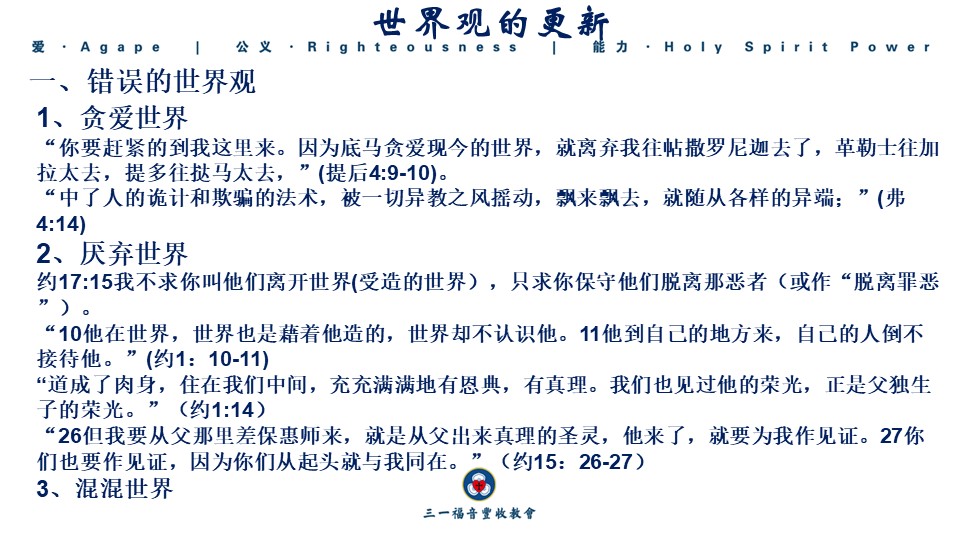 世界观的更新
爱·Agape | 公义·Righteousness | 能力·Holy Spirit Power
一、错误的世界观
1、贪爱世界
“你要赶紧的到我这里来。因为底马贪爱现今的世界，就离弃我往帖撒罗尼迦去了，革勒士往加
拉太去，提多往挞马太去，”(提后4:9-10)。
“中了人的诡计和欺骗的法术，被一切异教之风摇动，飘来飘去，就随从各样的异端；”(弗
4:14)
2、厌弃世界
约17:15我不求你叫他们离开世界(受造的世界），只求你保守他们脱离那恶者（或作“脱离罪恶
”）。
“10他在世界，世界也是藉着他造的，世界却不认识他。11他到自己的地方来，自己的人倒不
接待他。”(约1：10-11)
“道成了肉身，住在我们中间，充充满满地有恩典，有真理。我们也见过他的荣光，正是父独生
子的荣光。”（约1:14）
“26但我要从父那里差保惠师来，就是从父出来真理的圣灵，他来了，就要为我作见证。27你
们也要作见证，因为你们从起头就与我同在。”（约15：26-27）
3、混混世界
三一福音豐收教會